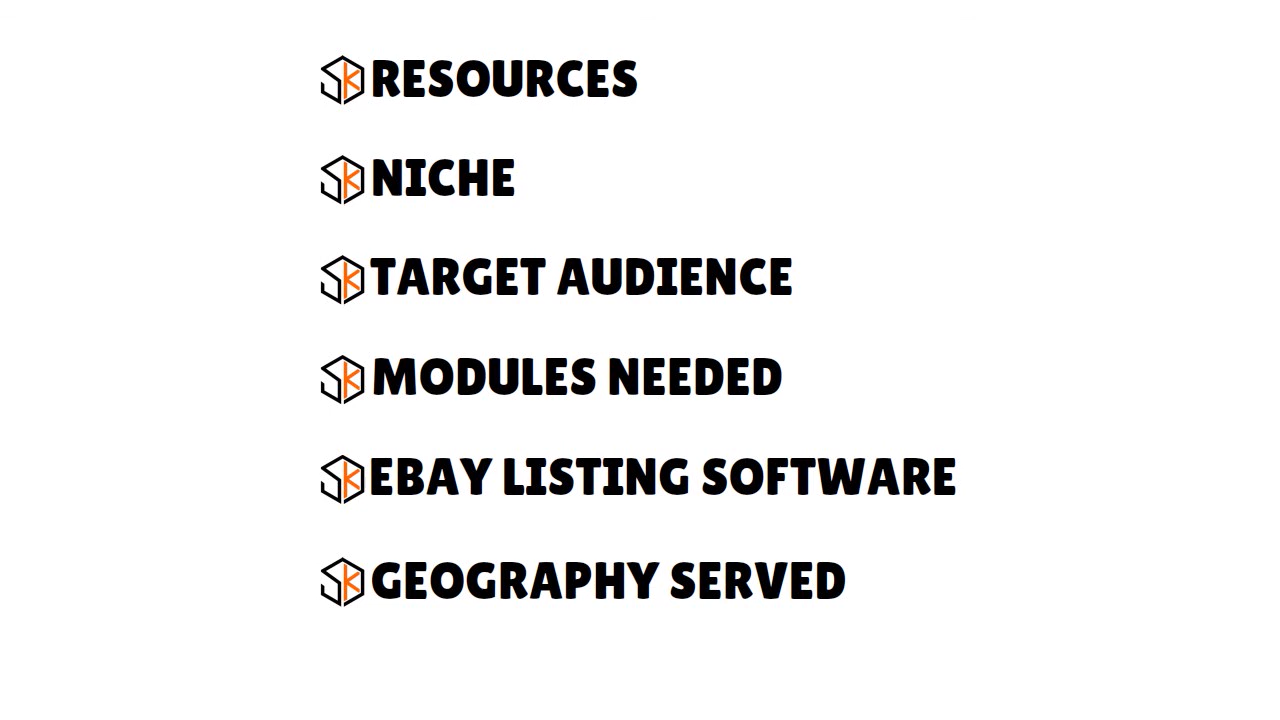 RESOURCES
NICHE
TARGET AUDIENCE
MODULES NEEDED
EBAY LISTING SOFTWARE
GEOGRAPHY SERVED